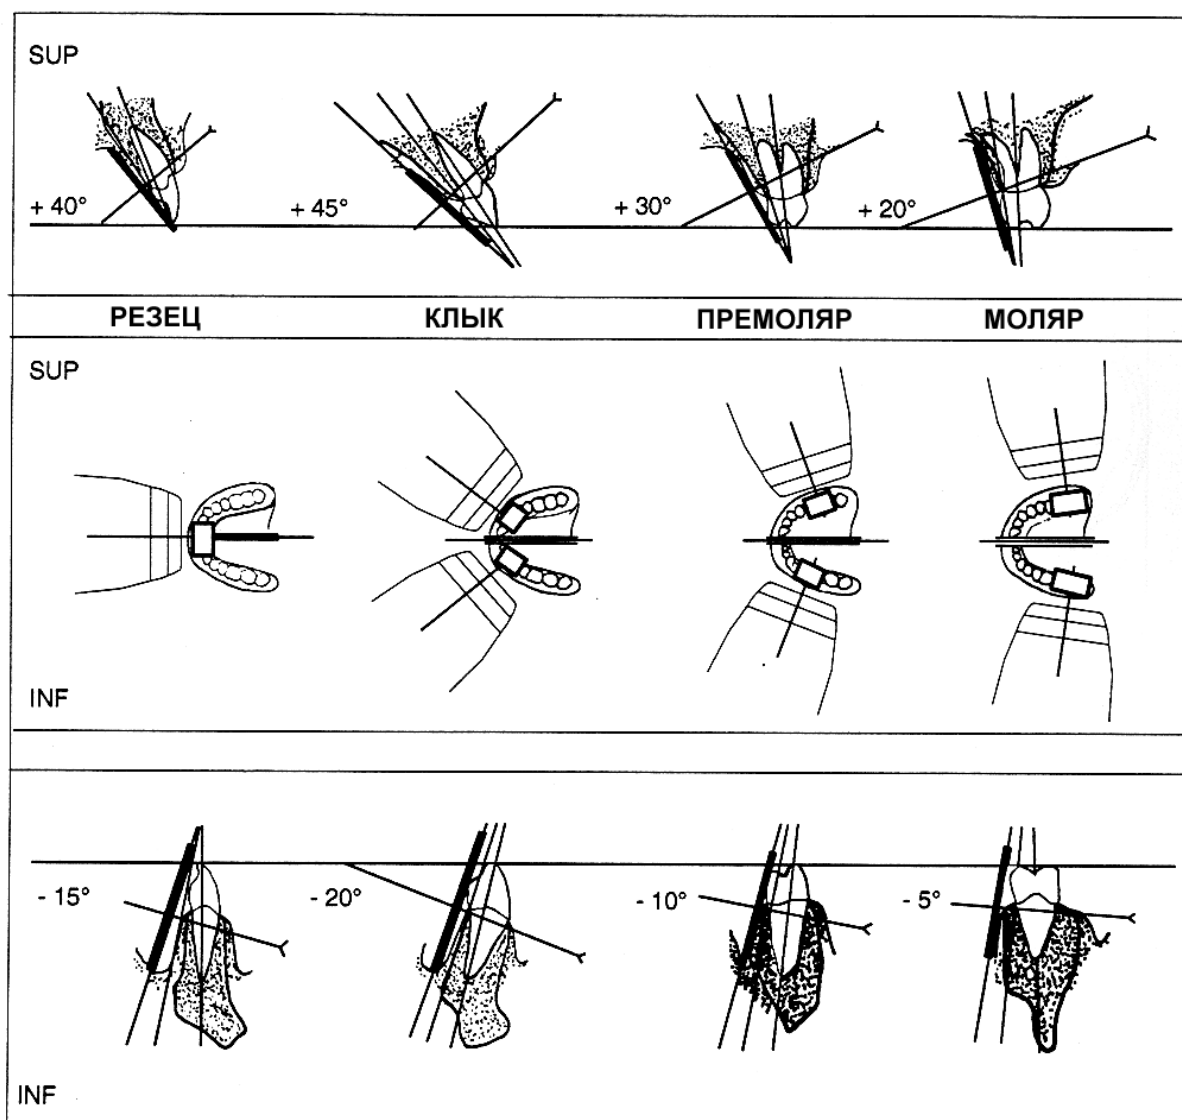 SUP
+ 40° + 45° + 30° + 20°
РЕЗЕЦ КЛЫК ПРЕМОЛЯР МОЛЯР
SUP
INF
- 15° - 20° - 10° - 5°
INF